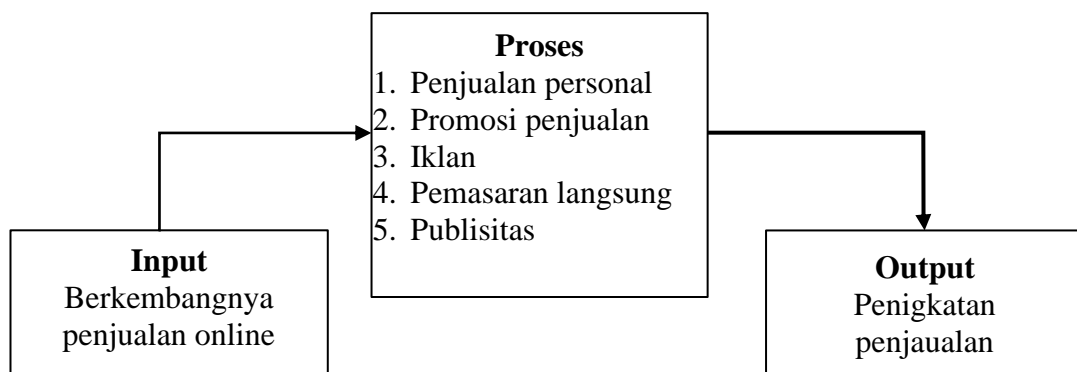 Proses
1. Penjualan personal
2. Promosi penjualan
3. Iklan
4. Pemasaran langsung
5. Publisitas
Input
Berkembangnya
penjualan online
Output
Penigkatan
penjaualan